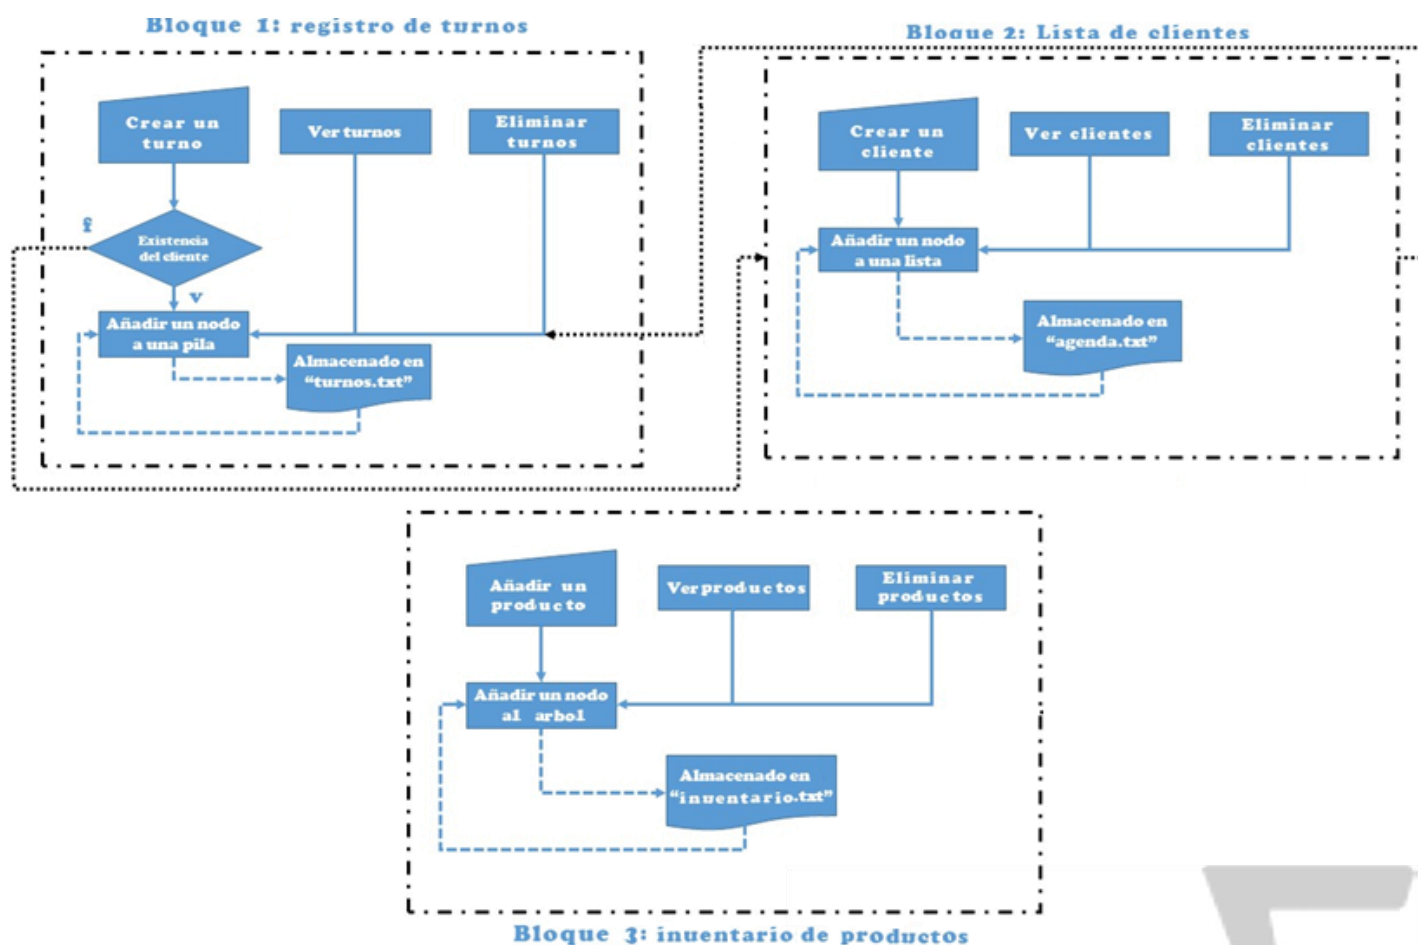 Bloque 1: registro de turnos
Crear un
turno
Ver turnos
Eliminar
turnos
f
Existencia
del cliente
v
Añadir un nodo
a una pila
Almacenado en
“turnos.txt”
Bloque 2: Lista de clientes
Crear un
cliente
Ver clientes
Eliminar
clientes
Añadir un nodo
a una lista
Almacenado en
“agenda.txt”
Añadir un
producto
Ver productos
Eliminar
productos
Añadir un nodo
al arbol
Almacenado en
“inventario.txt”
Bloque 3: inventario de productos